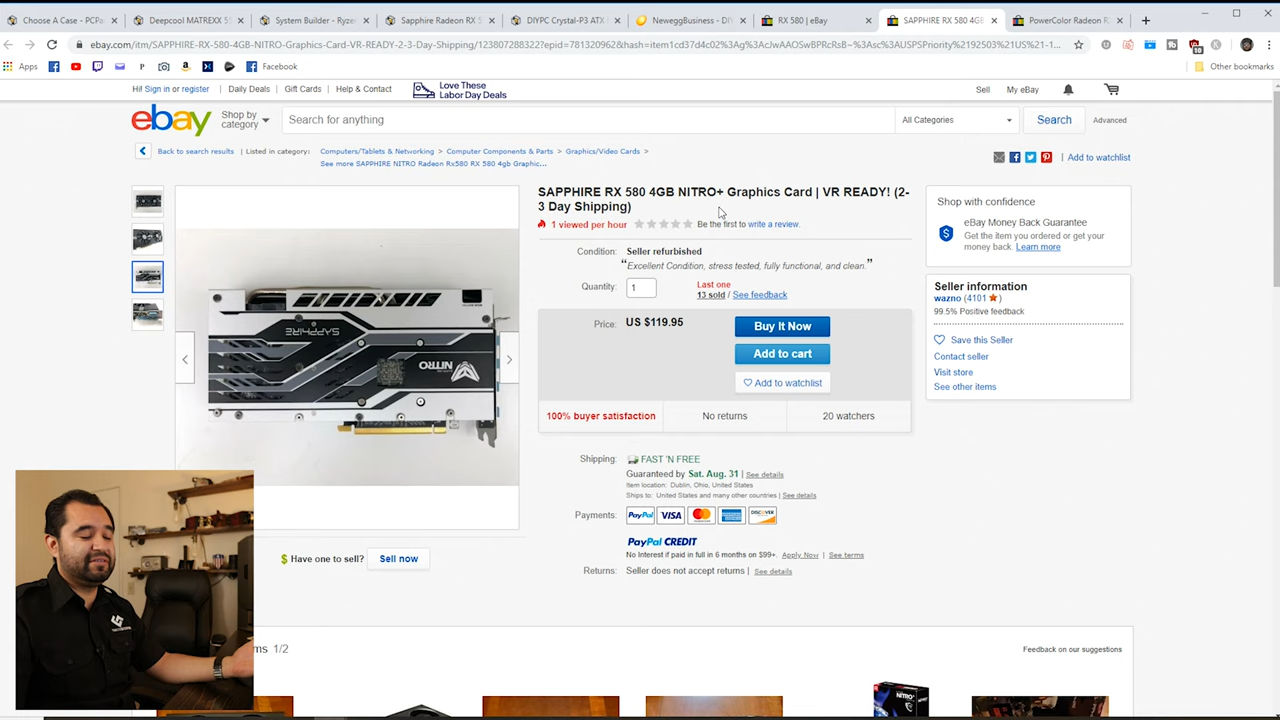 Choose A Case - PCPa
Deepcool MATREXX 55
System Builder - Ryze
Sapphire Radeon RX 5
DIYPC Crystal-P3 ATX
NeweggBusiness - DI
RX 580 | eBay
SAPPHIRE RX 580 4GB
PowerColor Radeon R
ebay.com/itm/SAPPHIRE-RX-580-4GB-NITRO-Graphics-Card-VR-READY-2-3-Day-Shipping/
Apps
Facebook
Other bookmarks
Hi! Sign in or register
Daily Deals
Gift Cards
Help & Contact
Love These
Labor Day Deals
Sell
My eBay
ebay
Shop by
category
Search for anything
All Categories
Search
Advanced
Back to search results
Listed in category:
Computers/Tablets & Networking >
Computer Components & Parts >
Graphics/Video Cards >
See more SAPPHIRE NITRO Radeon Rx580 RX 580 4gb Graphic...
Add to watchlist
SAPPHIRE RX 580 4GB NITRO+ Graphics Card | VR READY! (2-
3 Day Shipping)
1 viewed per hour
Be the first to write a review.
Condition:
Seller refurbished
"Excellent Condition, stress tested, fully functional, and clean."
Quantity:
1
Last one
13 sold / See feedback
Price:
US $119.95
Buy It Now
Add to cart
Add to watchlist
100% buyer satisfaction
No returns
20 watchers
Shipping:
FAST 'N FREE
Guaranteed by Sat. Aug. 31 | See details
Item location: Dublin, Ohio, United States
Ships to: United States and many other countries | See details
Payments:
PayPal
VISA
DISCOVER
PayPal CREDIT
No Interest if paid in full in 6 months on $99+. Apply Now | See terms
Returns:
Seller does not accept returns | See details
Shop with confidence
eBay Money Back Guarantee
Get the item you ordered or get your
money back. Learn more
Seller information
wazno (4101
)
99.5% Positive feedback
Save this Seller
Contact seller
Visit store
See other items
SAPPHIRE
NITRO
Have one to sell?
Sell now
ms 1/2
Feedback on our suggestions
NITRO+